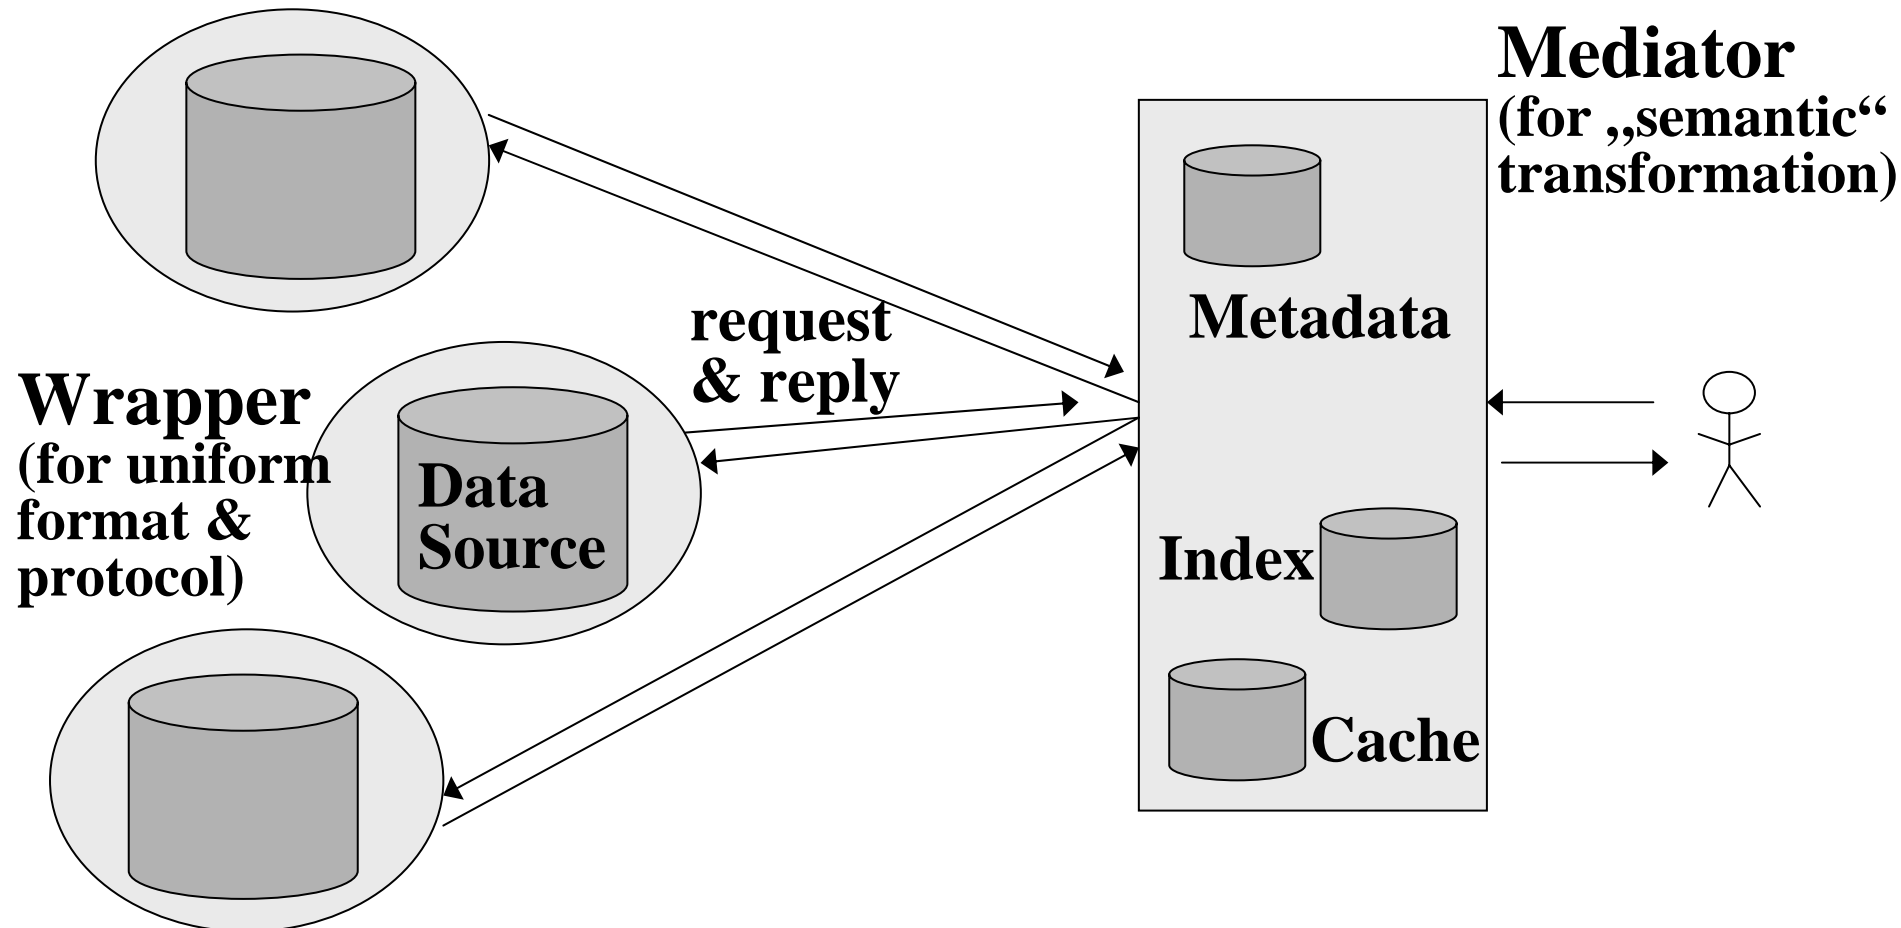 Mediator
(for „semantic“
transformation)
Metadata
request
& reply
Wrapper
(for uniform
format &
protocol)
Data
Source
Index
Cache